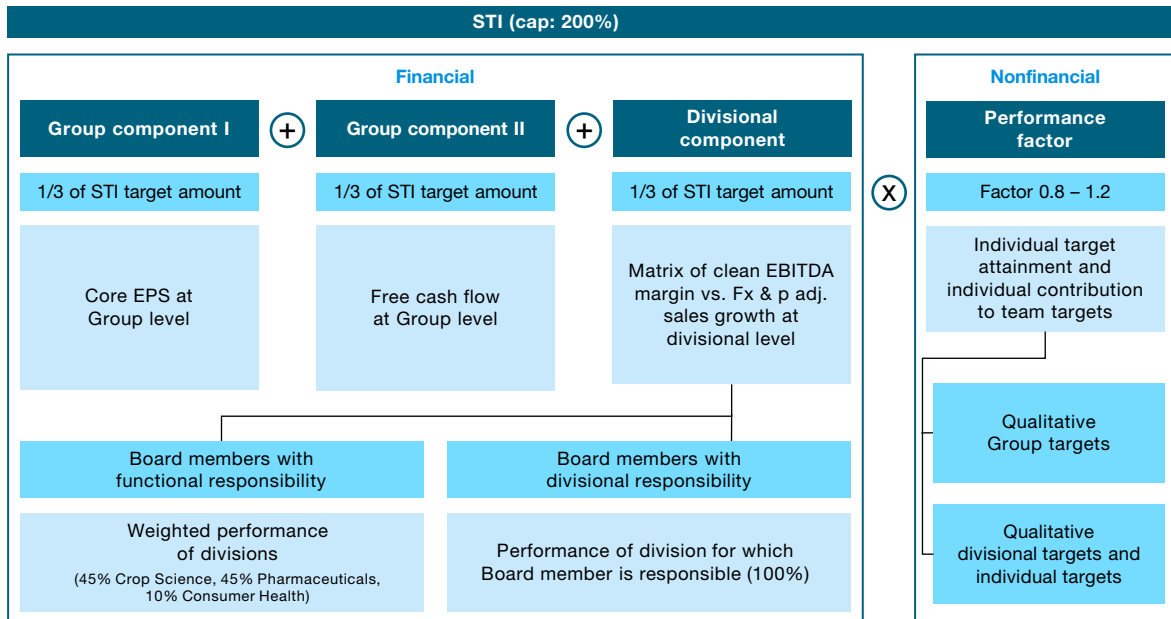 STI (cap: 200%)
Financial
Group component I
+
Group component II
+
Divisional
component
1/3 of STI target amount
1/3 of STI target amount
1/3 of STI target amount
Core EPS at
Group level
Free cash flow
at Group level
Matrix of clean EBITDA
margin vs. Fx & p adj.
sales growth at
divisional level
Board members with
functional responsibility
Board members with
divisional responsibility
Weighted performance
of divisions
(45% Crop Science, 45% Pharmaceuticals,
10% Consumer Health)
Performance of division for which
Board member is responsible (100%)
X
Nonfinancial
Performance
factor
Factor 0.8 – 1.2
Individual target
attainment and
individual contribution
to team targets
Qualitative
Group targets
Qualitative
divisional targets and
individual targets